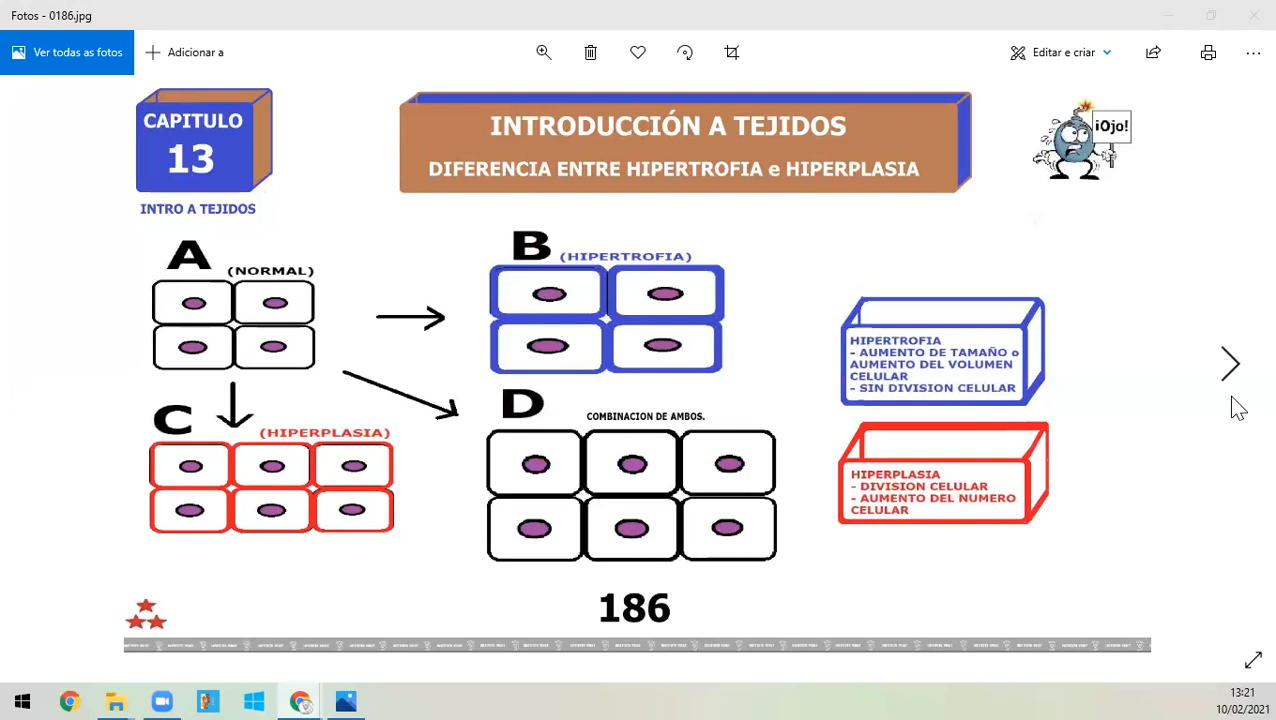 Fotos - 0186.jpg
Ver todas as fotos
Adicionar a
Editar e criar
CAPITULO
13
INTRO A TEJIDOS
INTRODUCCIÓN A TEJIDOS
DIFERENCIA ENTRE HIPERTROFIA e HIPERPLASIA
¡Ojo!
A
(NORMAL)
B
(HIPERTROFIA)
C
(HIPERPLASIA)
D
COMBINACION DE AMBOS.
HIPERTROFIA
- AUMENTO DE TAMAÑO o
AUMENTO DEL VOLUMEN
CELULAR
- SIN DIVISION CELULAR
HIPERPLASIA
- DIVISION CELULAR
- AUMENTO DEL NUMERO
CELULAR
186
13:21
10/02/2021